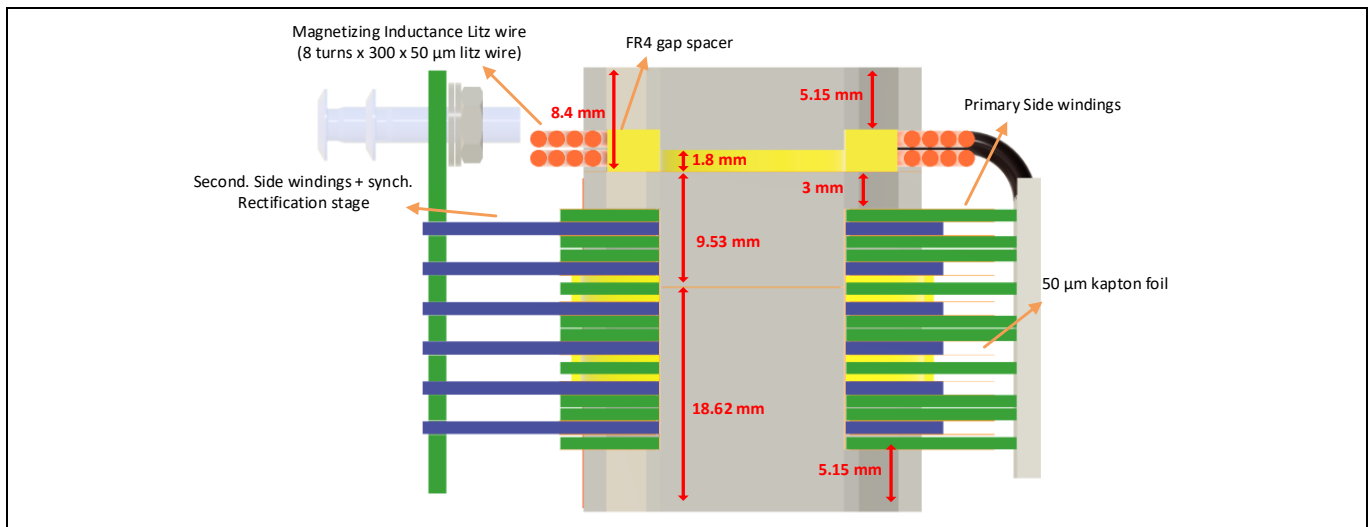 Magnetizing Inductance Litz wire
(8 turns x 300 x 50 µm litz wire)
FR4 gap spacer
5.15 mm
Primary Side windings
8.4 mm
1.8 mm
Second. Side windings + synch.
Rectification stage
3 mm
9.53 mm
50 µm kapton foil
18.62 mm
5.15 mm